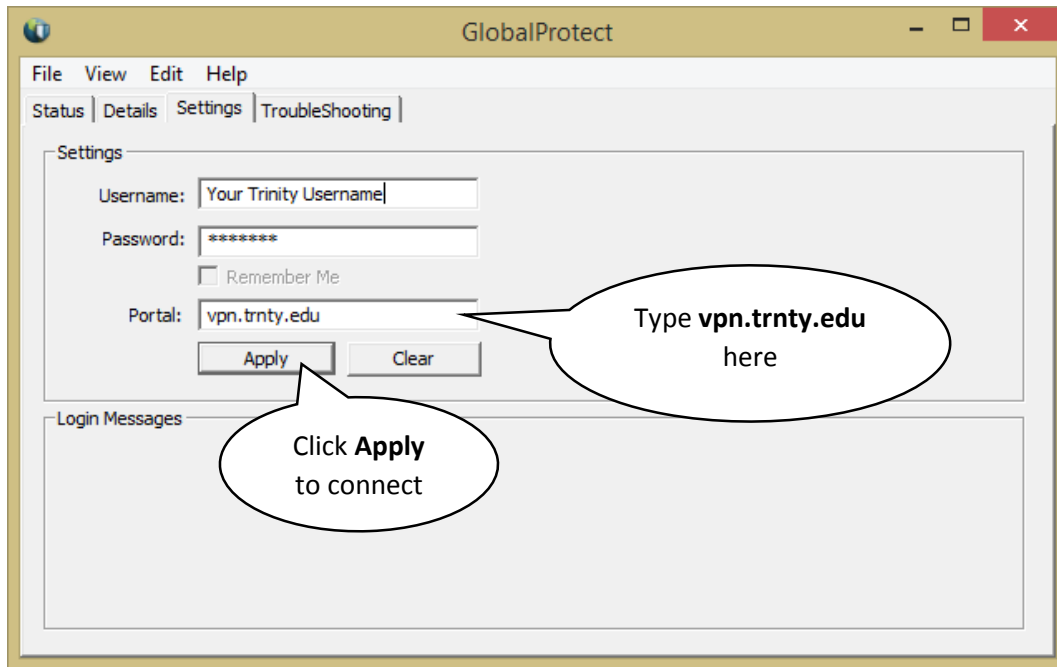 GlobalProtect
File View Edit Help
Status Details Settings TroubleShooting
Settings
Username: Your Trinity Username
Password: *******
Remember Me
Portal: vpn.trnty.edu
Type vpn.trnty.edu
here
Apply Clear
Login Messages
Click Apply
to connect